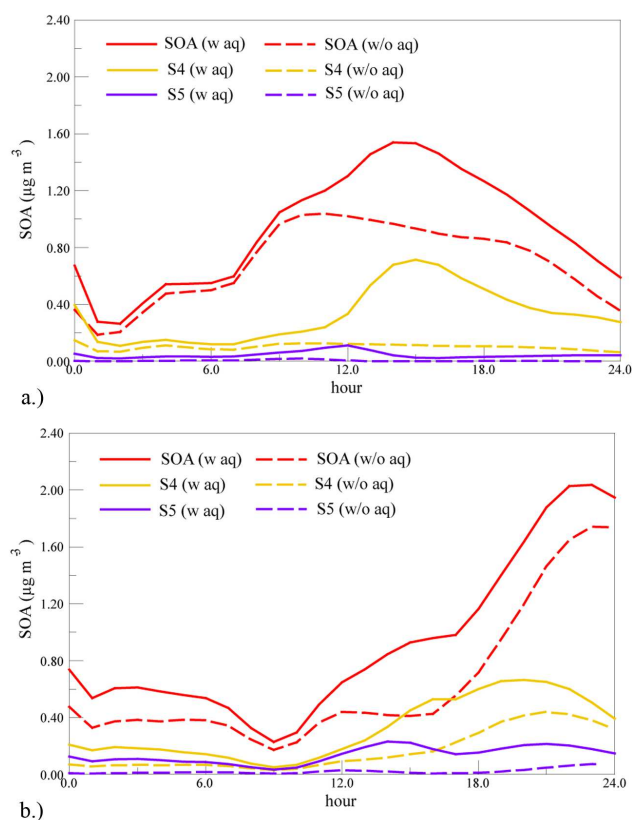 2.40
2.00
1.60
1.20
0.80
0.40
0.00
SOA (µg m-3)
SOA (w aq) SOA (w/o aq)
S4 (w aq) S4 (w/o aq)
S5 (w aq) S5 (w/o aq)
0.0 6.0 12.0 18.0 24.0
hour
a.)
2.40
2.00
1.60
1.20
0.80
0.40
0.00
SOA (µg m-3)
SOA (w aq) SOA (w/o aq)
S4 (w aq) S4 (w/o aq)
S5 (w aq) S5 (w/o aq)
0.0 6.0 12.0 18.0 24.0
hour
b.)